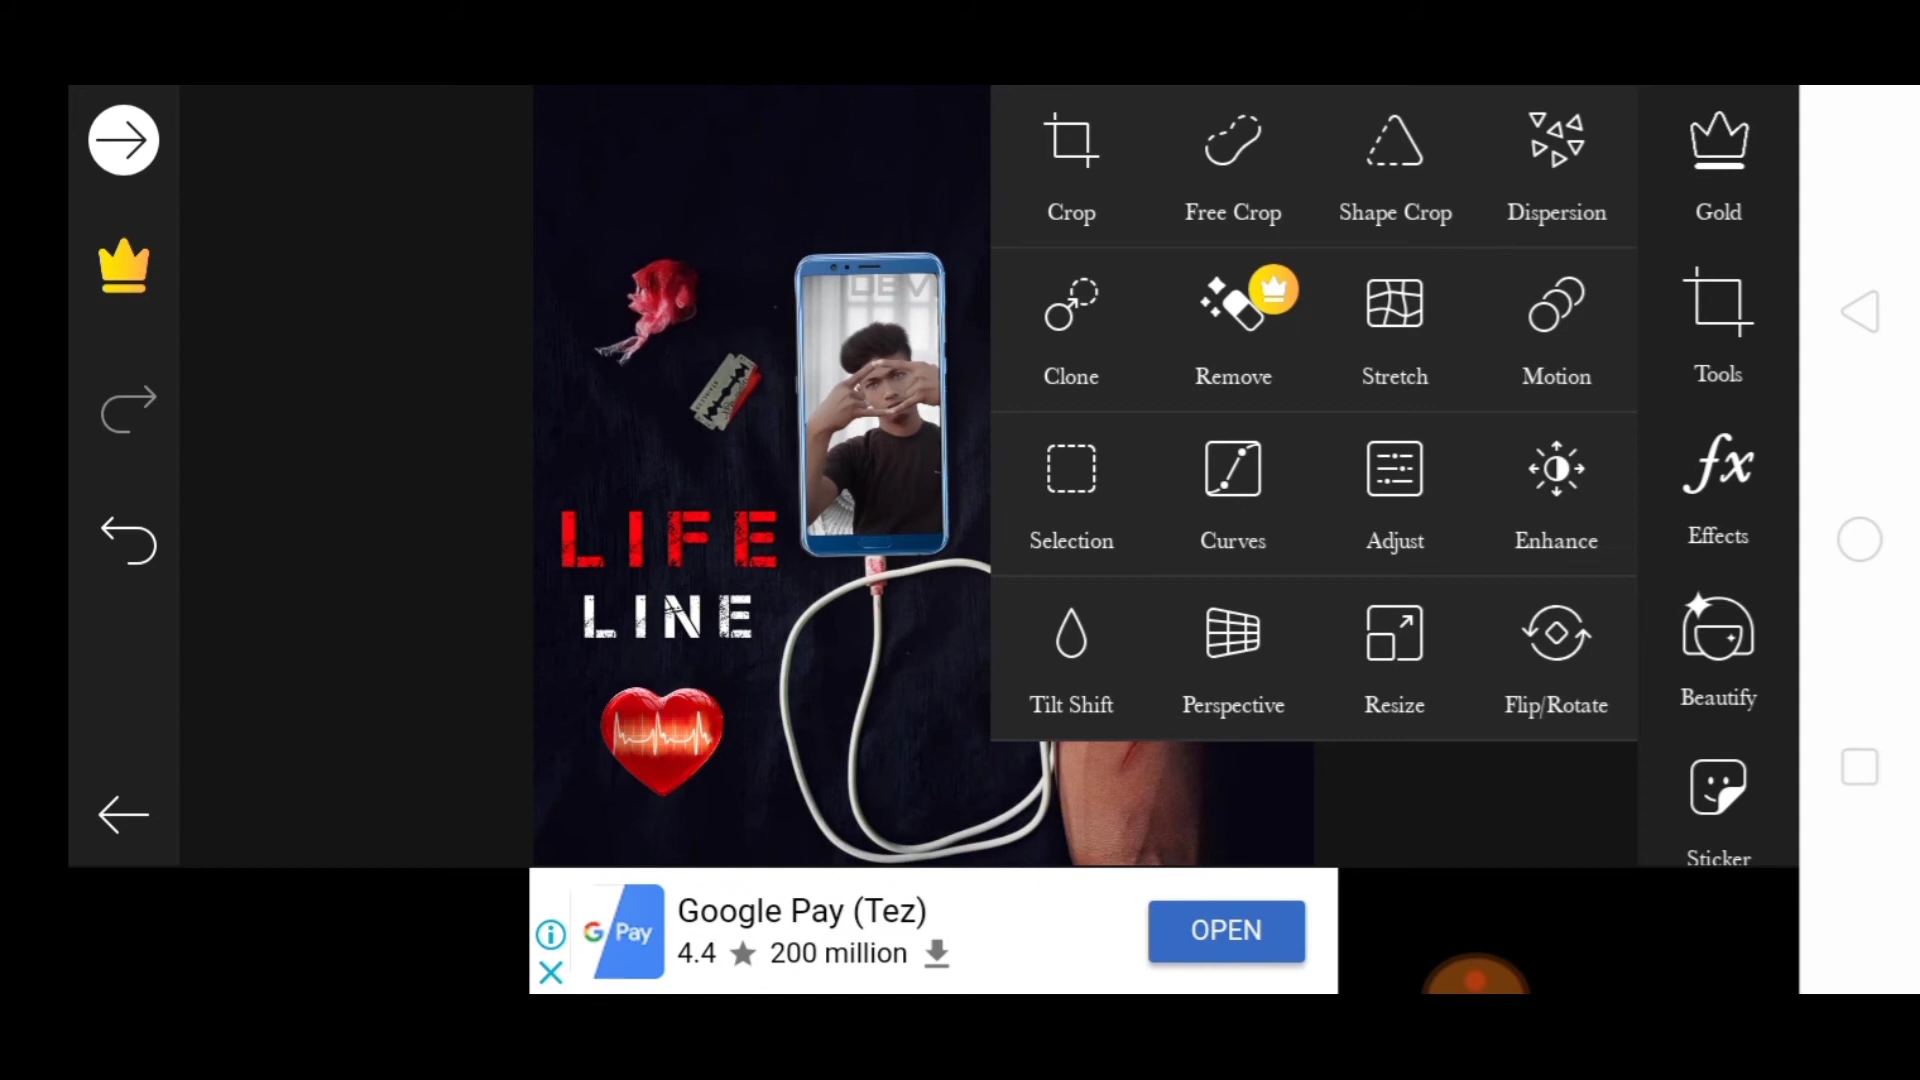 Crop
Free Crop
Shape Crop
Dispersion
Gold
Clone
Remove
Stretch
Motion
Tools
Selection
Curves
Adjust
Enhance
Effects
Tilt Shift
Perspective
Resize
Flip/Rotate
Beautify
Sticker
DEV
LIFE
LINE
G Pay
Google Pay (Tez)
4.4 ★ 200 million
OPEN